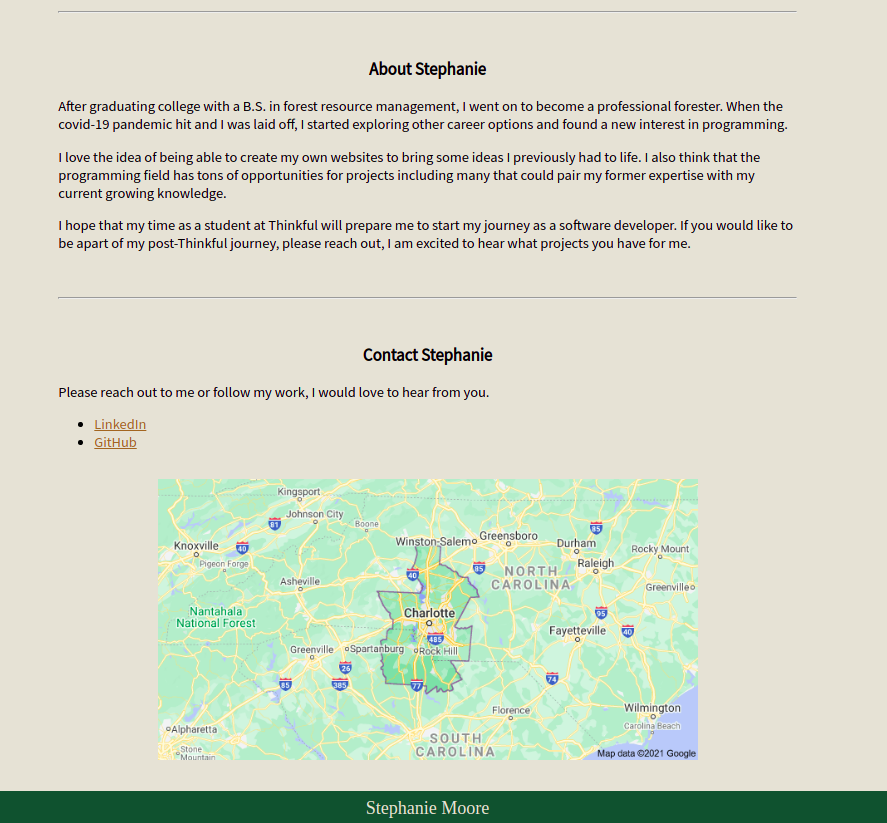 About Stephanie
After graduating college with a B.S. in forest resource management, I went on to become a professional forester. When the
covid-19 pandemic hit and I was laid off, I started exploring other career options and found a new interest in programming.
I love the idea of being able to create my own websites to bring some ideas I previously had to life. I also think that the
programming field has tons of opportunities for projects including many that could pair my former expertise with my
current growing knowledge.
I hope that my time as a student at Thinkful will prepare me to start my journey as a software developer. If you would like to
be apart of my post-Thinkful journey, please reach out, I am excited to hear what projects you have for me.
Contact Stephanie
Please reach out to me or follow my work, I would love to hear from you.
LinkedIn
GitHub
Kingsport
81
Johnson City
Boone
85
Winston-Salem
Greensboro
Knoxville
40
Durham
Rocky Mount
Pigeon Forge
Raleigh
40
85
NORTH
CAROLINA
Asheville
Greenville
Nantahala
National Forest
Charlotte
95
Fayetteville
40
485
Greenville
Spartanburg
Rock Hill
26
85
385
77
74
Florence
Wilmington
Carolina Beach
Alpharetta
SOUTH
CAROLINA
Stone
Mountain
Map data ©2021 Google
Stephanie Moore